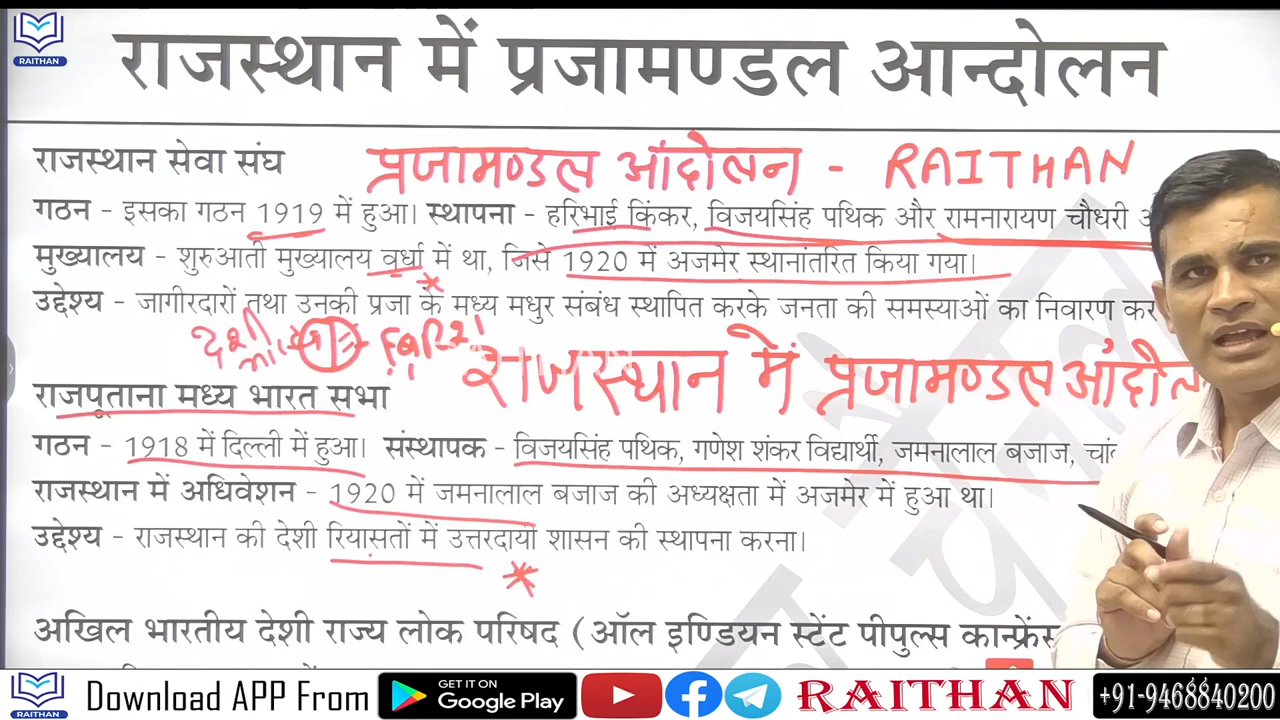 RAITHAN
राजस्थान में प्रजामण्डल आन्दोलन
राजस्थान सेवा संघ
प्रजामण्डल आंदोलन - RAITHAN
गठन - इसका गठन 1919 में हुआ। स्थापना - हरिभाई किंकर, विजयसिंह पथिक और रामनारायण चौधरी
मुख्यालय - शुरुआती मुख्यालय वर्धा में था, जिसे 1920 में अजमेर स्थानांतरित किया गया।
उद्देश्य - जागीरदारों तथा उनकी प्रजा के मध्य मधुर संबंध स्थापित करके जनता की समस्याओं का निवारण कर
देशी
राजस्थान में प्रजामण्डल आंदोल
राजपूताना मध्य भारत सभा
गठन - 1918 में दिल्ली में हुआ। संस्थापक - विजयसिंह पथिक, गणेश शंकर विद्यार्थी, जमनालाल बजाज,
राजस्थान में अधिवेशन - 1920 में जमनालाल बजाज की अध्यक्षता में अजमेर में हुआ था।
उद्देश्य - राजस्थान की देशी रियासतों में उत्तरदायी शासन की स्थापना करना।
अखिल भारतीय देशी राज्य लोक परिषद (ऑल इण्डियन स्टेंट पीपुल्स कान्फ्रेंस
RAITHAN
Download APP From
GET IT ON
Google Play
RAITHAN
+91-9468840200